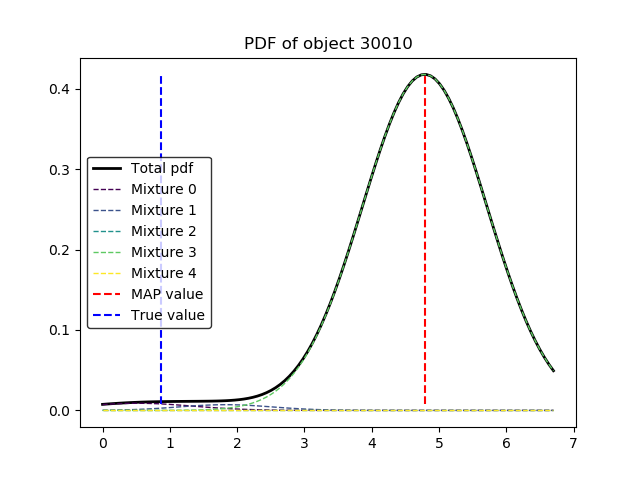 PDF of object 30010
0.4
0.3
0.2
0.1
0.0
Total pdf
Mixture 0
Mixture 1
Mixture 2
Mixture 3
Mixture 4
MAP value
True value
0 1 2 3 4 5 6 7